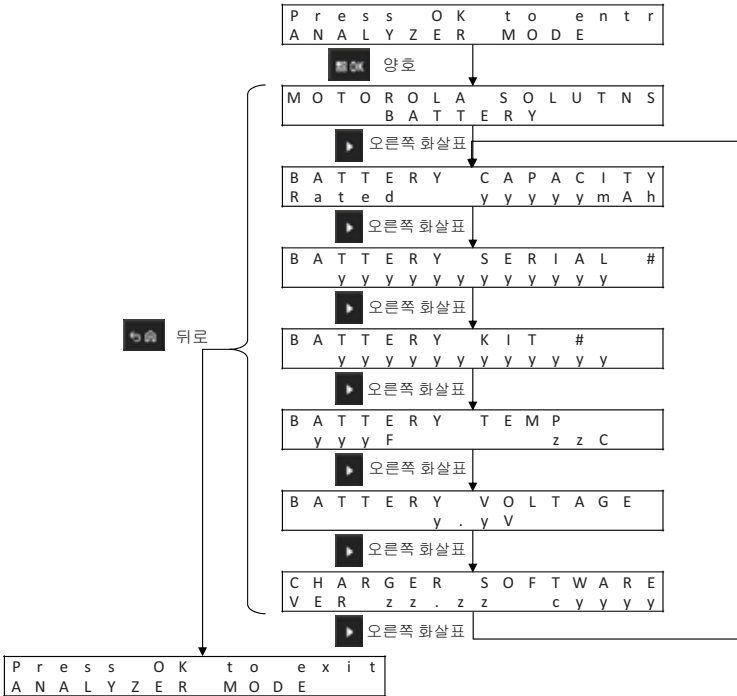 Press OK to entr
ANALYZER MODE
OK 양호
MOTOROLA SOLUTNS
BATTERY
오른쪽 화살표
BATTERY CAPACITY
Rated yyyyymAh
오른쪽 화살표
BATTERY SERIAL #
yyyyyyyyyyyy
오른쪽 화살표
뒤로
BATTERY KIT #
yyyyyyyyyyyy
오른쪽 화살표
BATTERY TEMP
yyyF zzC
오른쪽 화살표
BATTERY VOLTAGE
y.yV
오른쪽 화살표
CHARGER SOFTWARE
VER zz.zz cyyyy
오른쪽 화살표
Press OK to exit
ANALYZER MODE